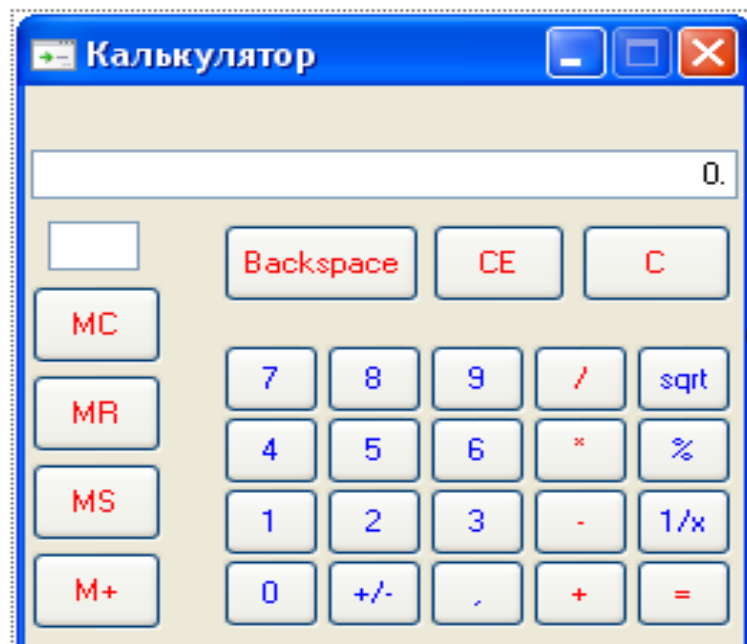 Калькулятор
0.
Backspace CE C
MC
7 8 9 / sqrt
MR
4 5 6 * %
MS
1 2 3 - 1/x
M+
0 +/- , + =